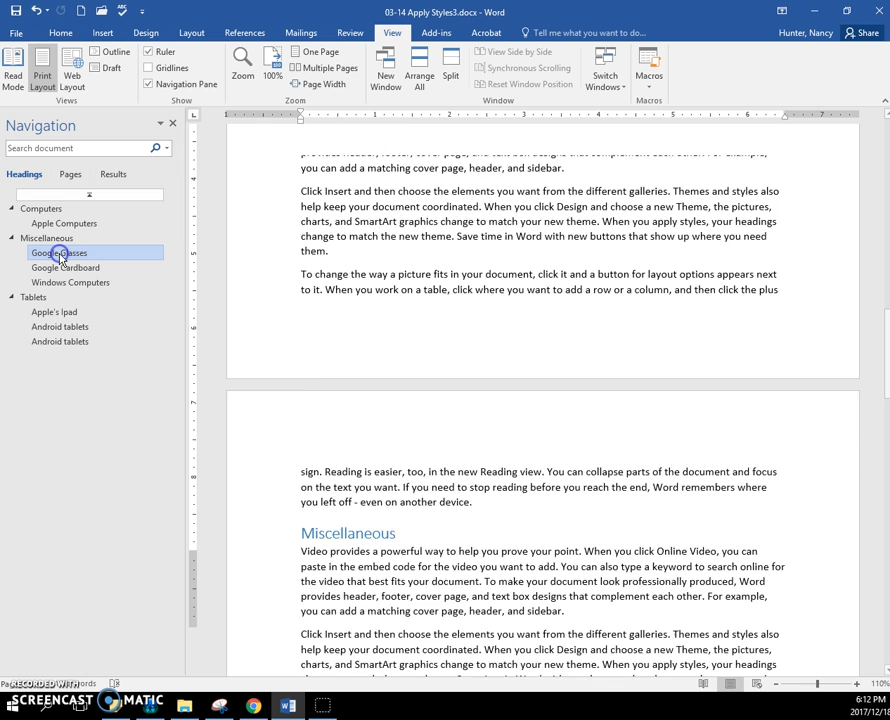 03-14 Apply Styles3.docx - Word
File Home Insert Design Layout References Mailings Review View Add-ins Acrobat Tell me what you want to do... Hunter, Nancy Share
Read Mode
Print Layout
Web Layout
Outline
Draft
Views
Ruler
Gridlines
Navigation Pane
Show
Zoom
100%
One Page
Multiple Pages
Page Width
Zoom
New Window
Arrange All
Split
View Side by Side
Synchronous Scrolling
Reset Window Position
Window
Switch Windows
Macros
Macros
Navigation
Search document
Headings Pages Results
Computers
Apple Computers
Miscellaneous
Google Glasses
Google Cardboard
Windows Computers
Tablets
Apple's Ipad
Android tablets
Android tablets
provides header, footer, cover page, and text box designs that complement each other. For example,
you can add a matching cover page, header, and sidebar.
Click Insert and then choose the elements you want from the different galleries. Themes and styles also
help keep your document coordinated. When you click Design and choose a new Theme, the pictures,
charts, and SmartArt graphics change to match your new theme. When you apply styles, your headings
change to match the new theme. Save time in Word with new buttons that show up where you need
them.
To change the way a picture fits in your document, click it and a button for layout options appears next
to it. When you work on a table, click where you want to add a row or a column, and then click the plus
sign. Reading is easier, too, in the new Reading view. You can collapse parts of the document and focus
on the text you want. If you need to stop reading before you reach the end, Word remembers where
you left off - even on another device.
Miscellaneous
Video provides a powerful way to help you prove your point. When you click Online Video, you can
paste in the embed code for the video you want to add. You can also type a keyword to search online for
the video that best fits your document. To make your document look professionally produced, Word
provides header, footer, cover page, and text box designs that complement each other. For example,
you can add a matching cover page, header, and sidebar.
Click Insert and then choose the elements you want from the different galleries. Themes and styles also
help keep your document coordinated. When you click Design and choose a new Theme, the pictures,
charts, and SmartArt graphics change to match your new theme. When you apply styles, your headings
RECORDED WITH
SCREENCAST MATIC
110%
6:12 PM
2017/12/18